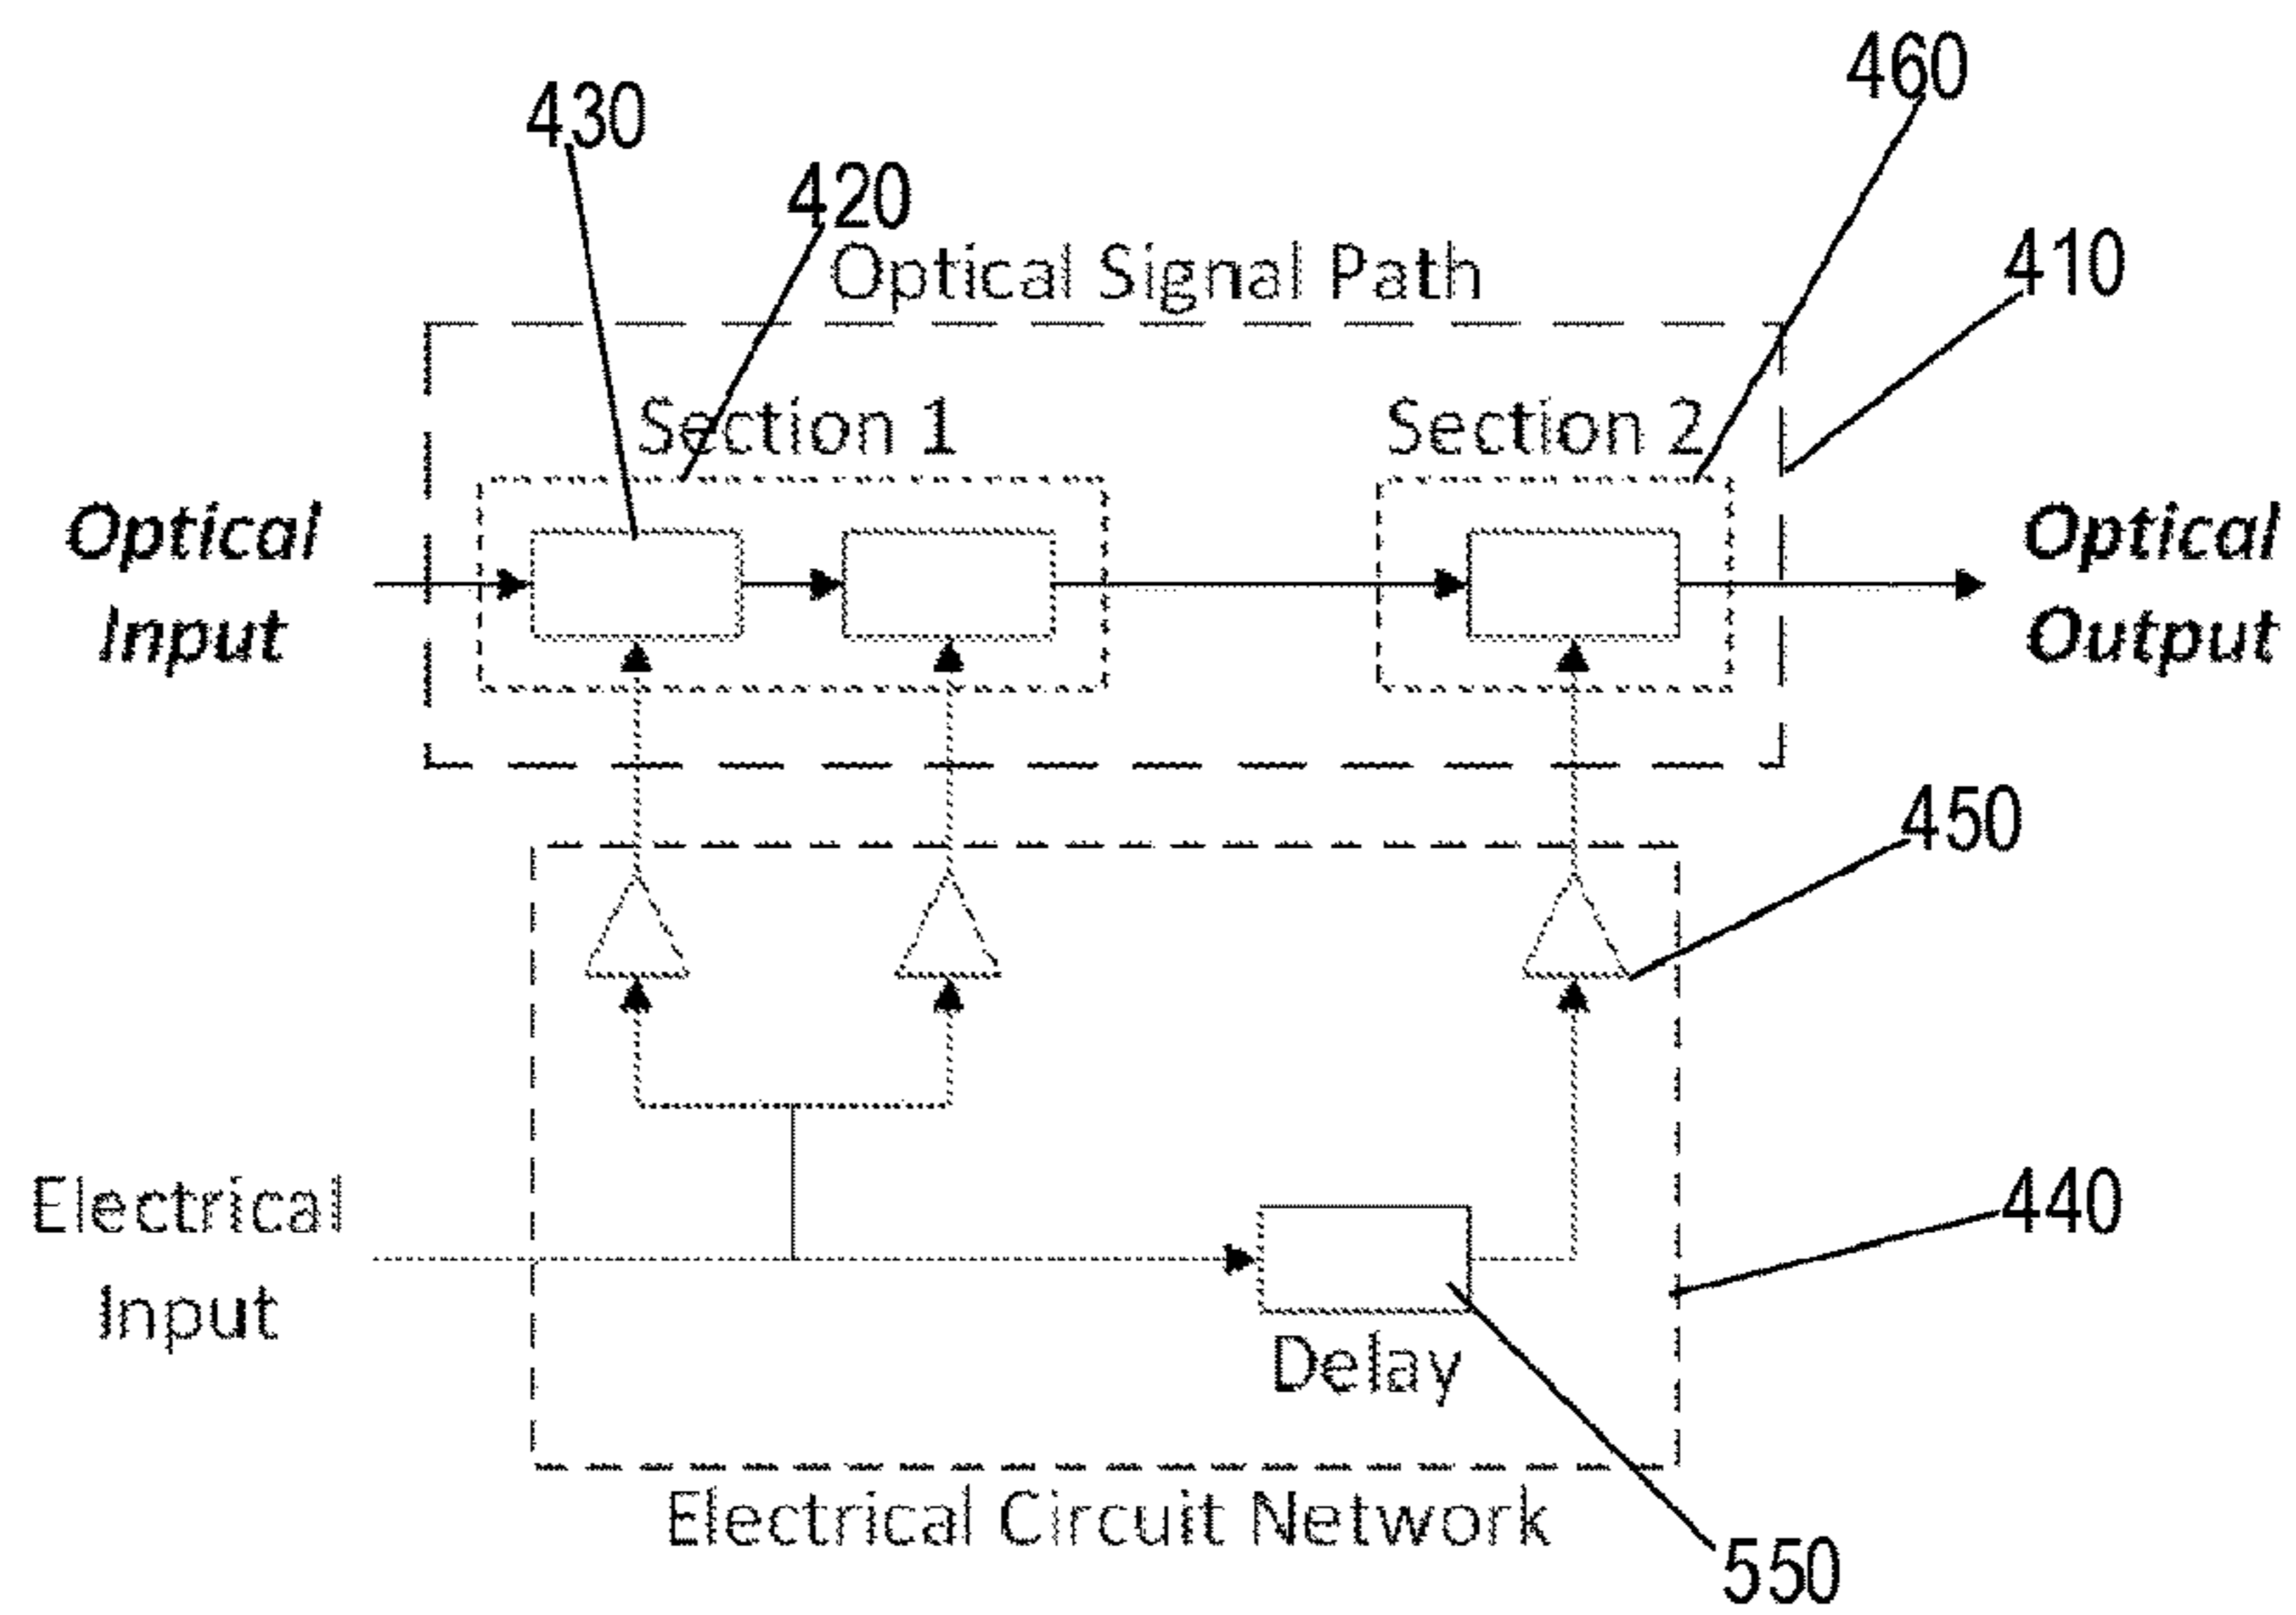 460
430
420
410
Optical Signal Path
Section 1
Section 2
Optical
Input
Optical
Output
450
Electrical
Input
440
Delay
Electrical Circuit Network
550